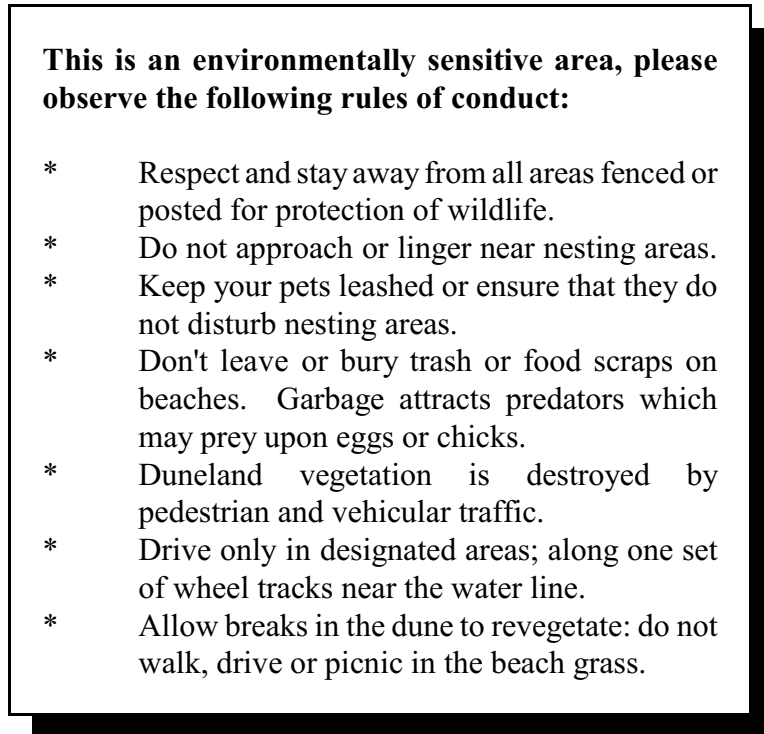 This is an environmentally sensitive area, please
observe the following rules of conduct:
* Respect and stay away from all areas fenced or
posted for protection of wildlife.
* Do not approach or linger near nesting areas.
* Keep your pets leashed or ensure that they do
not disturb nesting areas.
* Don't leave or bury trash or food scraps on
beaches. Garbage attracts predators which
may prey upon eggs or chicks.
* Duneland vegetation is destroyed by
pedestrian and vehicular traffic.
* Drive only in designated areas; along one set
of wheel tracks near the water line.
* Allow breaks in the dune to revegetate: do not
walk, drive or picnic in the beach grass.